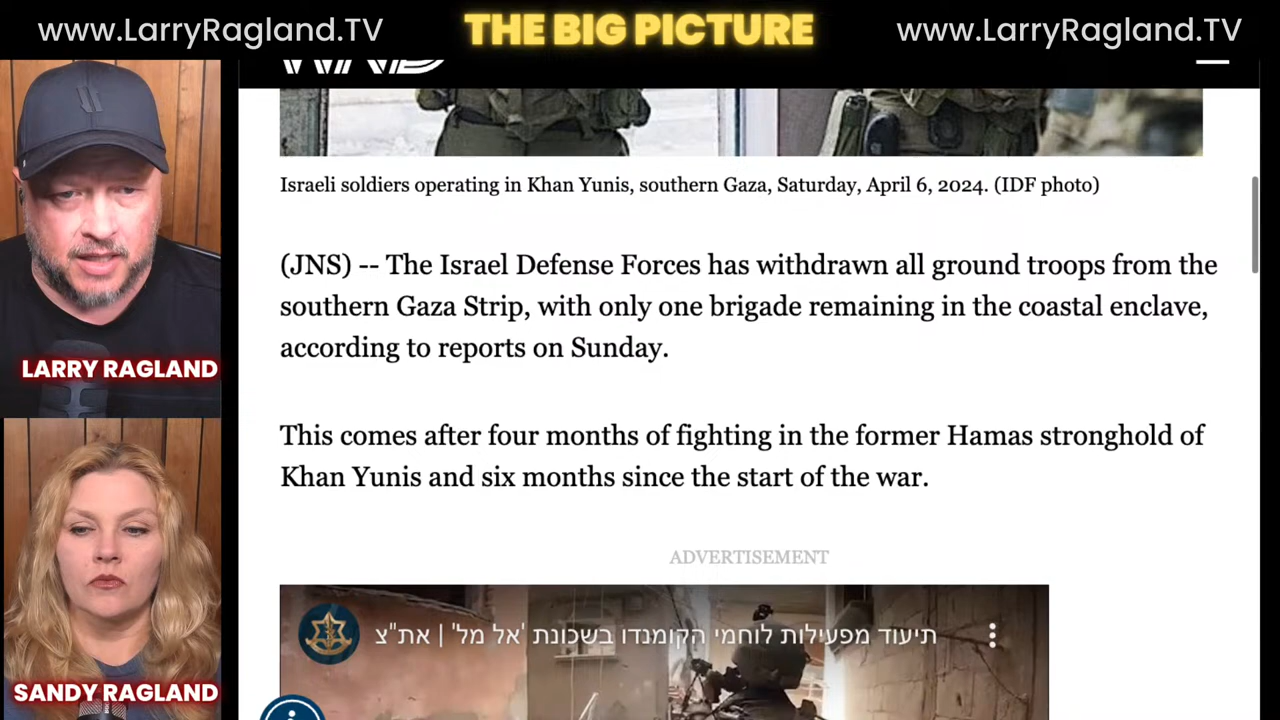 www.LarryRagland.TV
THE BIG PICTURE
www.LarryRagland.TV
WND
Israeli soldiers operating in Khan Yunis, southern Gaza, Saturday, April 6, 2024. (IDF photo)
(JNS) -- The Israel Defense Forces has withdrawn all ground troops from the
southern Gaza Strip, with only one brigade remaining in the coastal enclave,
according to reports on Sunday.
This comes after four months of fighting in the former Hamas stronghold of
Khan Yunis and six months since the start of the war.
ADVERTISEMENT
תיעוד מפעילות לוחמי הקומנדו בשכונת 'אל מל' | את"צ
LARRY RAGLAND
SANDY RAGLAND